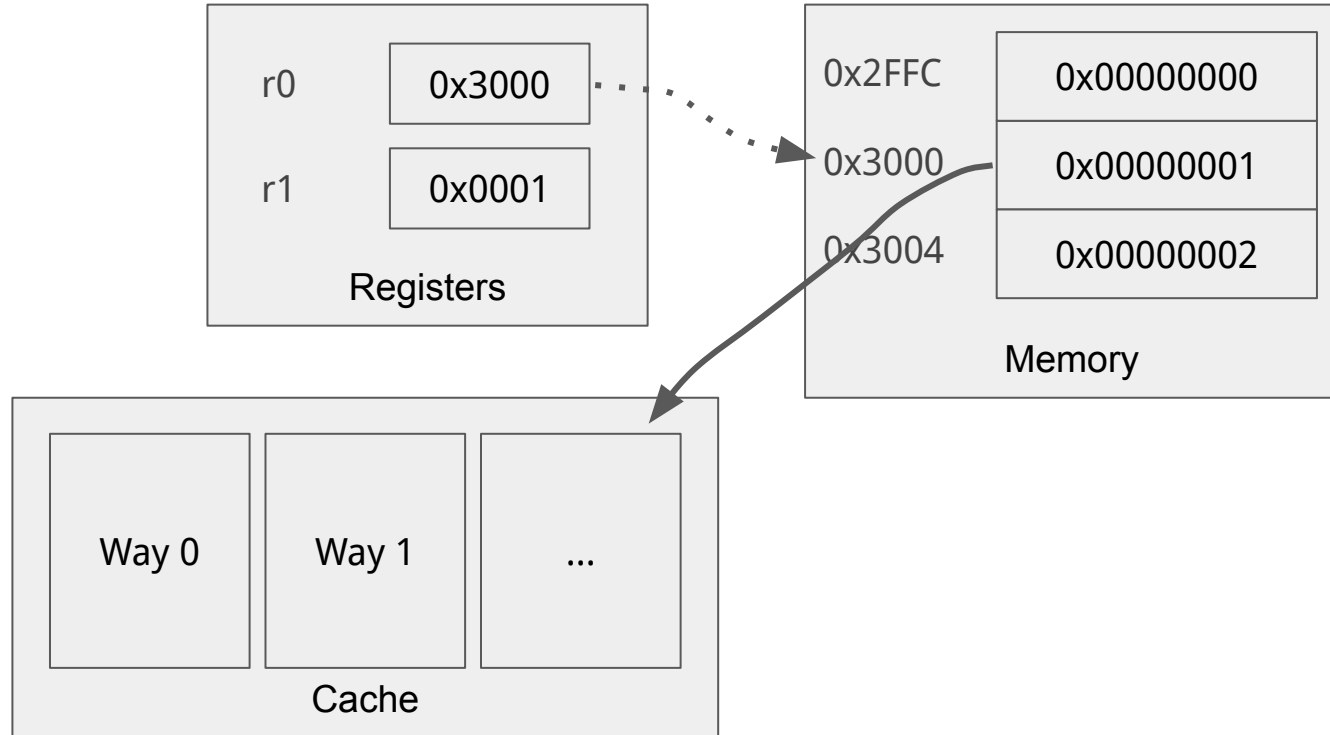 r0
0x3000
r1
0x0001
Registers
0x2FFC
0x00000000
0x3000
0x00000001
0x3004
0x00000002
Memory
Way 0
Way 1
...
Cache